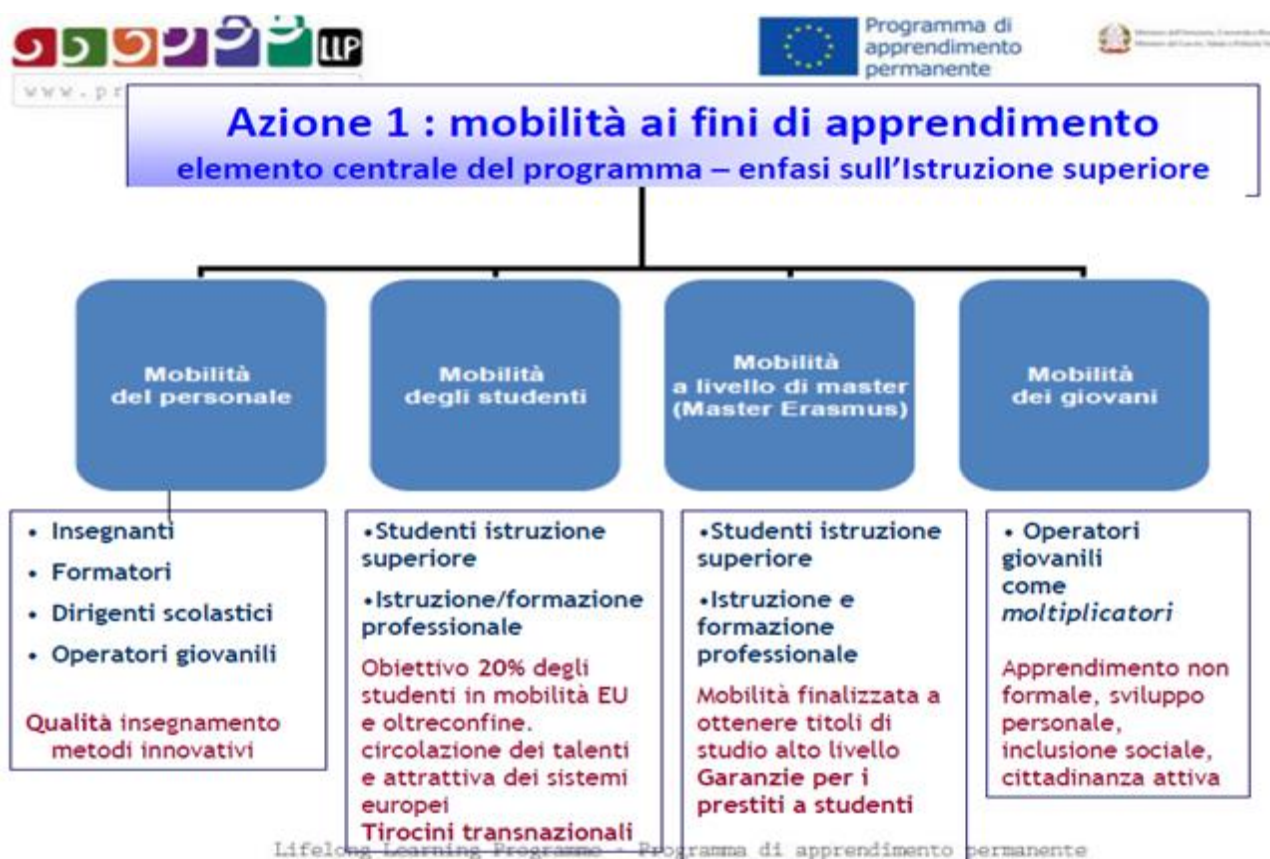 LLP
Programma di
apprendimento
permanente
www.pr
Azione 1 : mobilità ai fini di apprendimento
elemento centrale del programma – enfasi sull'Istruzione superiore
Mobilità
del personale
Mobilità
degli studenti
Mobilità
a livello di master
(Master Erasmus)
Mobilità
dei giovani
• Insegnanti
• Formatori
• Dirigenti scolastici
• Operatori giovanili
Qualità insegnamento
metodi innovativi
•Studenti istruzione
superiore
•Istruzione/formazione
professionale
Obiettivo 20% degli
studenti in mobilità EU
e oltreconfine.
circolazione dei talenti
e attrattiva dei sistemi
europei
Tirocini transnazionali
•Studenti istruzione
superiore
•Istruzione e
formazione
professionale
Mobilità finalizzata a
ottenere titoli di
studio alto livello
Garanzie per i
prestiti a studenti
• Operatori
giovanili
come
moltiplicatori
Apprendimento non
formale, sviluppo
personale,
inclusione sociale,
cittadinanza attiva
Lifelong Learning Programme - Programma di apprendimento permanente